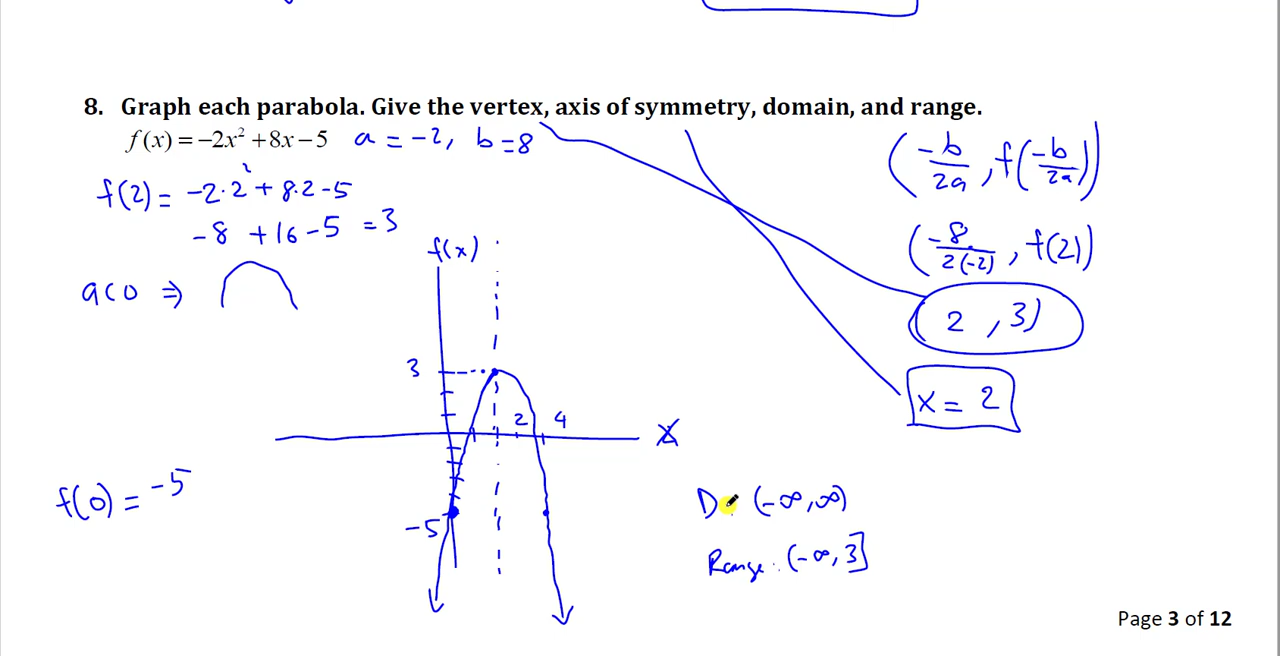 8. Graph each parabola. Give the vertex, axis of symmetry, domain, and range.
f(x) = −2x² + 8x − 5 a = −2, b = 8
f(2) = −2·2² + 8·2 − 5
−8 + 16 − 5 = 3
a<0 ⇒
(−b/2a, f(−b/2a))
(−8/2(−2), f(2))
(2, 3)
x = 2
f(x)
3
2 4
X
−5
f(0) = −5
D: (−∞, ∞)
Range: (−∞, 3]
Page 3 of 12